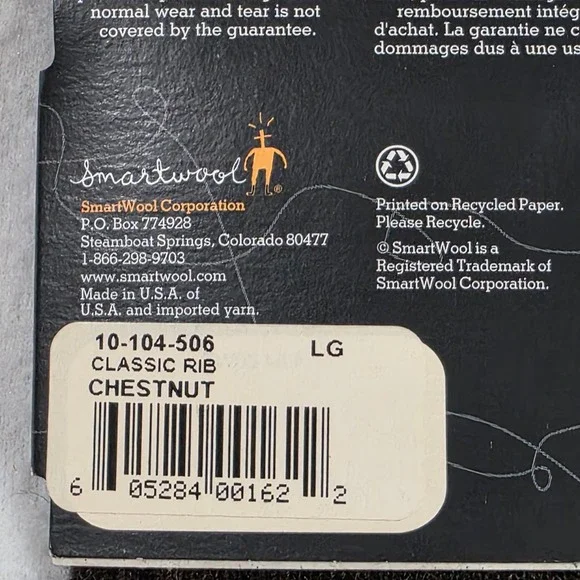 normal wear and tear is not
covered by the guarantee.
remboursement intég
d'achat. La garantie ne c
dommages dus à une us
smartwool®
SmartWool Corporation
P.O. Box 774928
Steamboat Springs, Colorado 80477
1-866-298-9703
www.smartwool.com
Made in U.S.A. of
U.S.A. and imported yarn.
Printed on Recycled Paper.
Please Recycle.
© SmartWool is a
Registered Trademark of
SmartWool Corporation.
10-104-506 LG
CLASSIC RIB
CHESTNUT
6 05284 00162 2